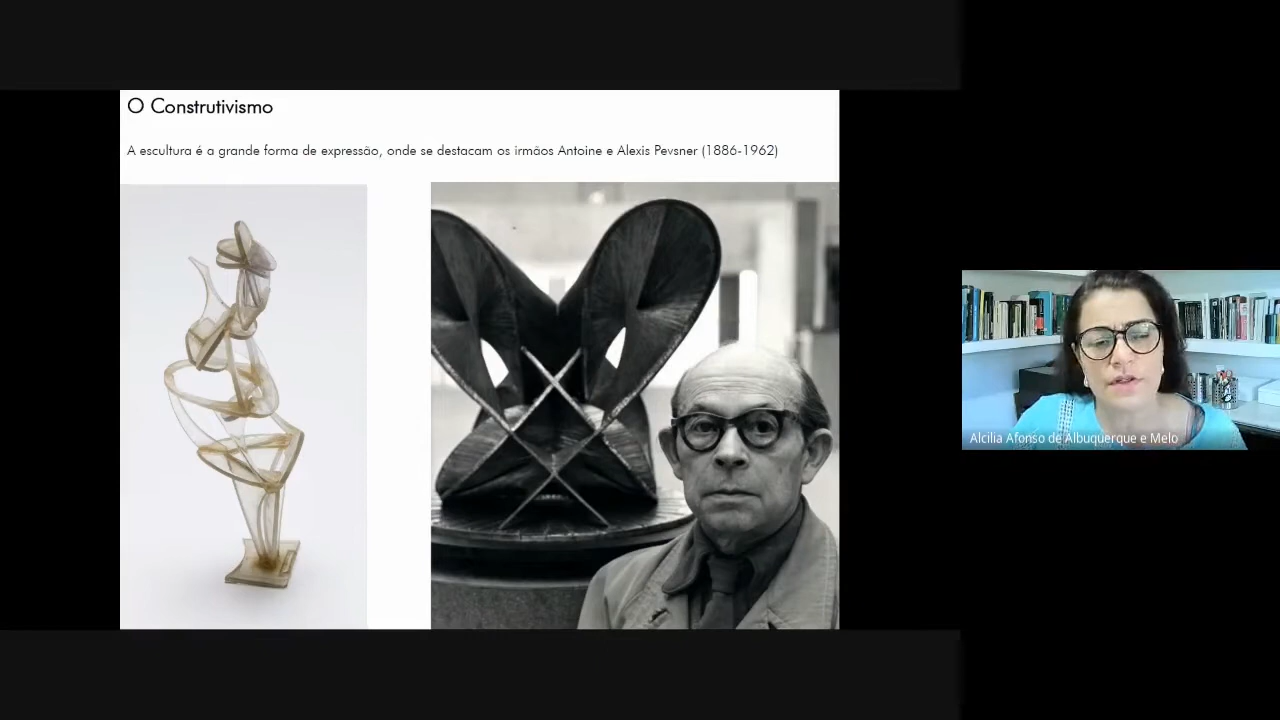 O Construtivismo
A escultura é a grande forma de expressão, onde se destacam os irmãos Antoine e Alexis Pevsner (1886-1962)
Alcilia Afonso de Albuquerque e Melo